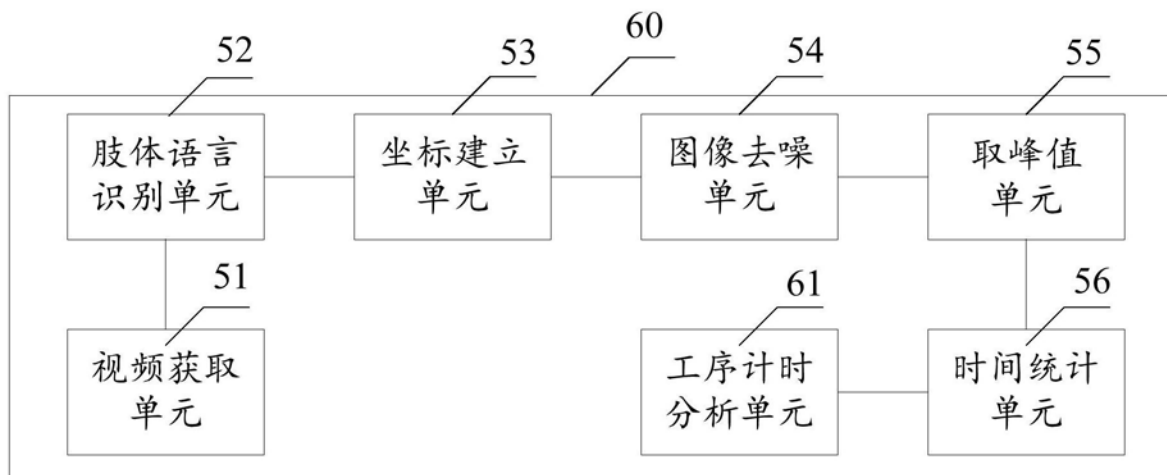 60
52
53
54
55
肢体语言
识别单元
坐标建立
单元
图像去噪
单元
取峰值
单元
51
61
56
视频获取
单元
工序计时
分析单元
时间统计
单元